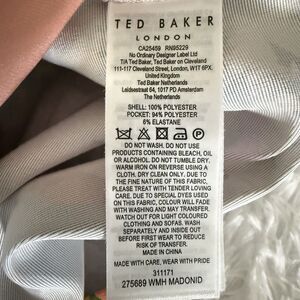 TED BAKER
LONDON
CA25459 RN95229
No Ordinary Designer Label Ltd
T/A Ted Baker, Ted Baker on Cleveland
111-117 Cleveland Street, London, W1T 6PX,
United Kingdom
Ted Baker Netherlands
Leidsestraat 64, 1017 PD Amsterdam
The Netherlands
SHELL: 100% POLYESTER
POCKET: 94% POLYESTER
6% ELASTANE
DO NOT WASH. DO NOT USE
PRODUCTS CONTAINING BLEACH, OIL
OR ALCOHOL. DO NOT TUMBLE DRY.
WARM IRON ON REVERSE USING A
CLOTH. DRY CLEAN ONLY. DUE TO
THE FINE NATURE OF THIS FABRIC,
PLEASE TREAT WITH TENDER LOVING
CARE. DUE TO SPECIAL DYES USED
ON THIS FABRIC, COLOUR WILL FADE
WITH WASHING AND MAY TRANSFER.
WATCH OUT FOR LIGHT COLOURED
CLOTHING AND SOFAS. WASH
SEPARATELY AND INSIDE OUT
BEFORE FIRST WEAR TO REDUCE
RISK OF TRANSFER.
MADE IN CHINA
MADE WITH CARE, WEAR WITH PRIDE
311171
275689 WMH MADONID